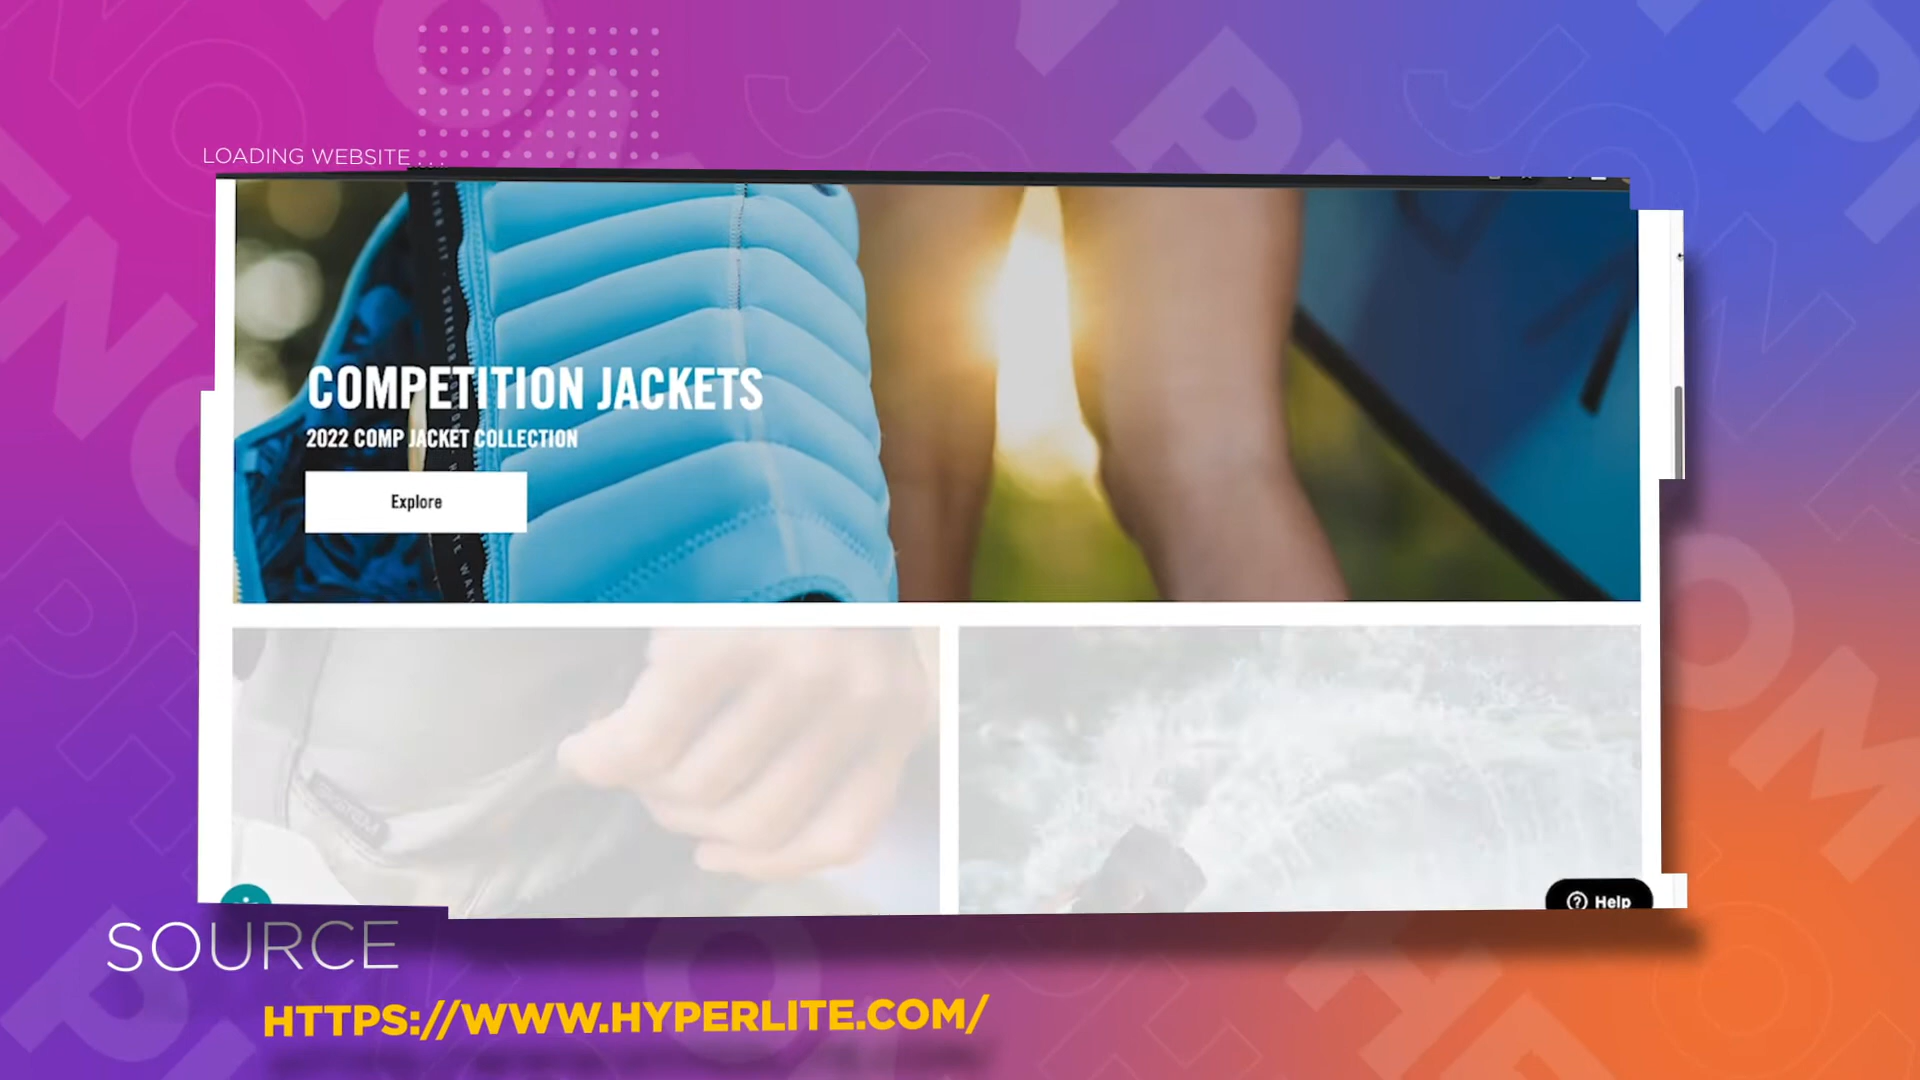 LOADING WEBSITE . . .
COMPETITION JACKETS
2022 COMP JACKET COLLECTION
Explore
Help
SOURCE
HTTPS://WWW.HYPERLITE.COM/